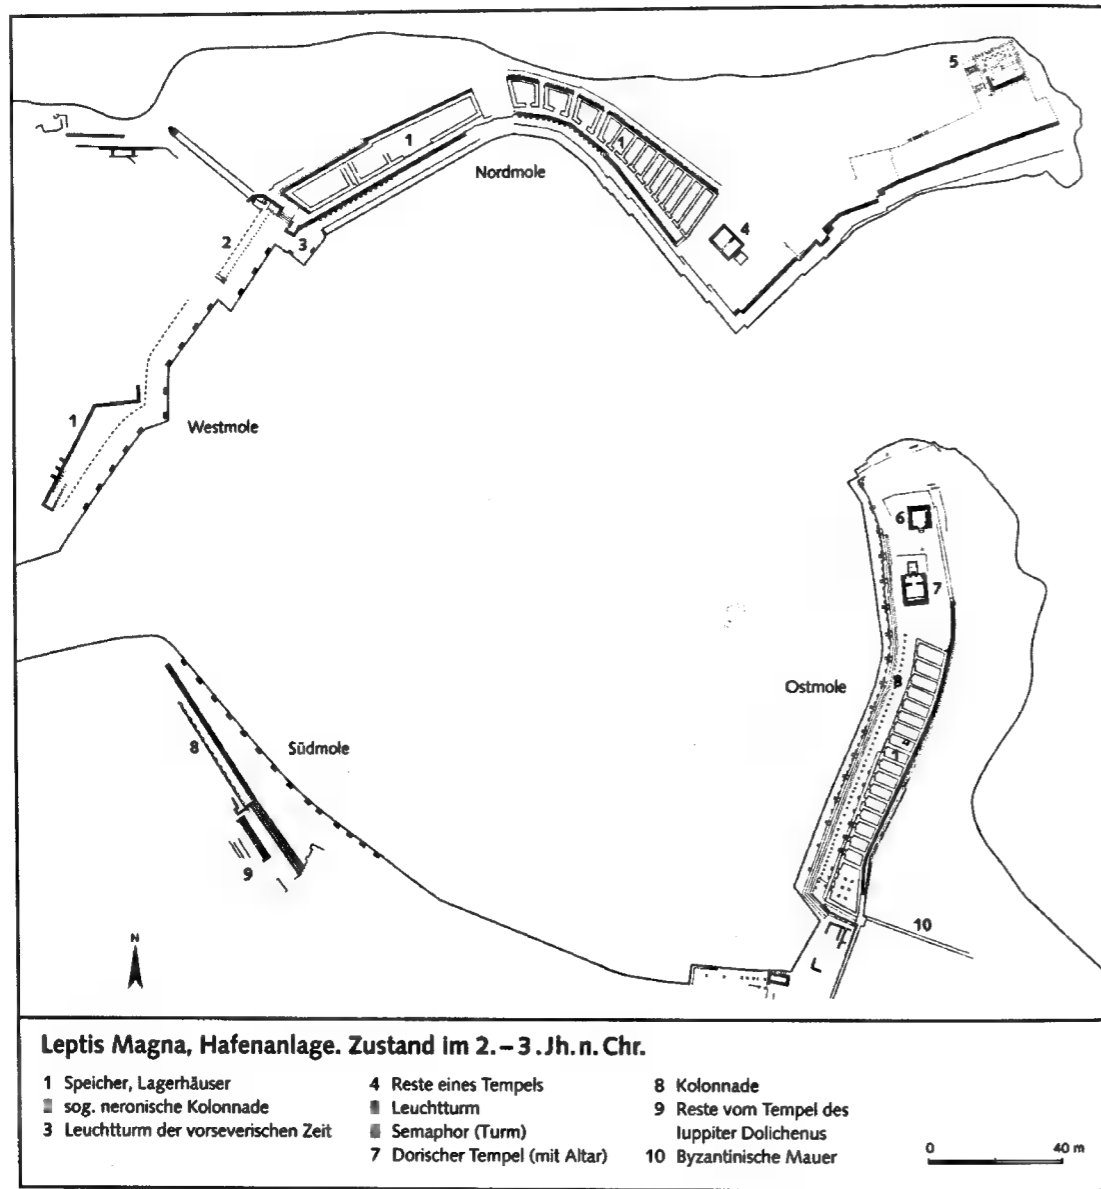 5
1
Nordmole
1
4
2
3
1
Westmole
6
7
Ostmole
8
1
8
Südmole
9
10
N
Leptis Magna, Hafenanlage. Zustand im 2.–3. Jh. n. Chr.
1 Speicher, Lagerhäuser
sog. neronische Kolonnade
3 Leuchtturm der vorseverischen Zeit
4 Reste eines Tempels
Leuchtturm
Semaphor (Turm)
7 Dorischer Tempel (mit Altar)
8 Kolonnade
9 Reste vom Tempel des
Iuppiter Dolichenus
10 Byzantinische Mauer
0 40 m